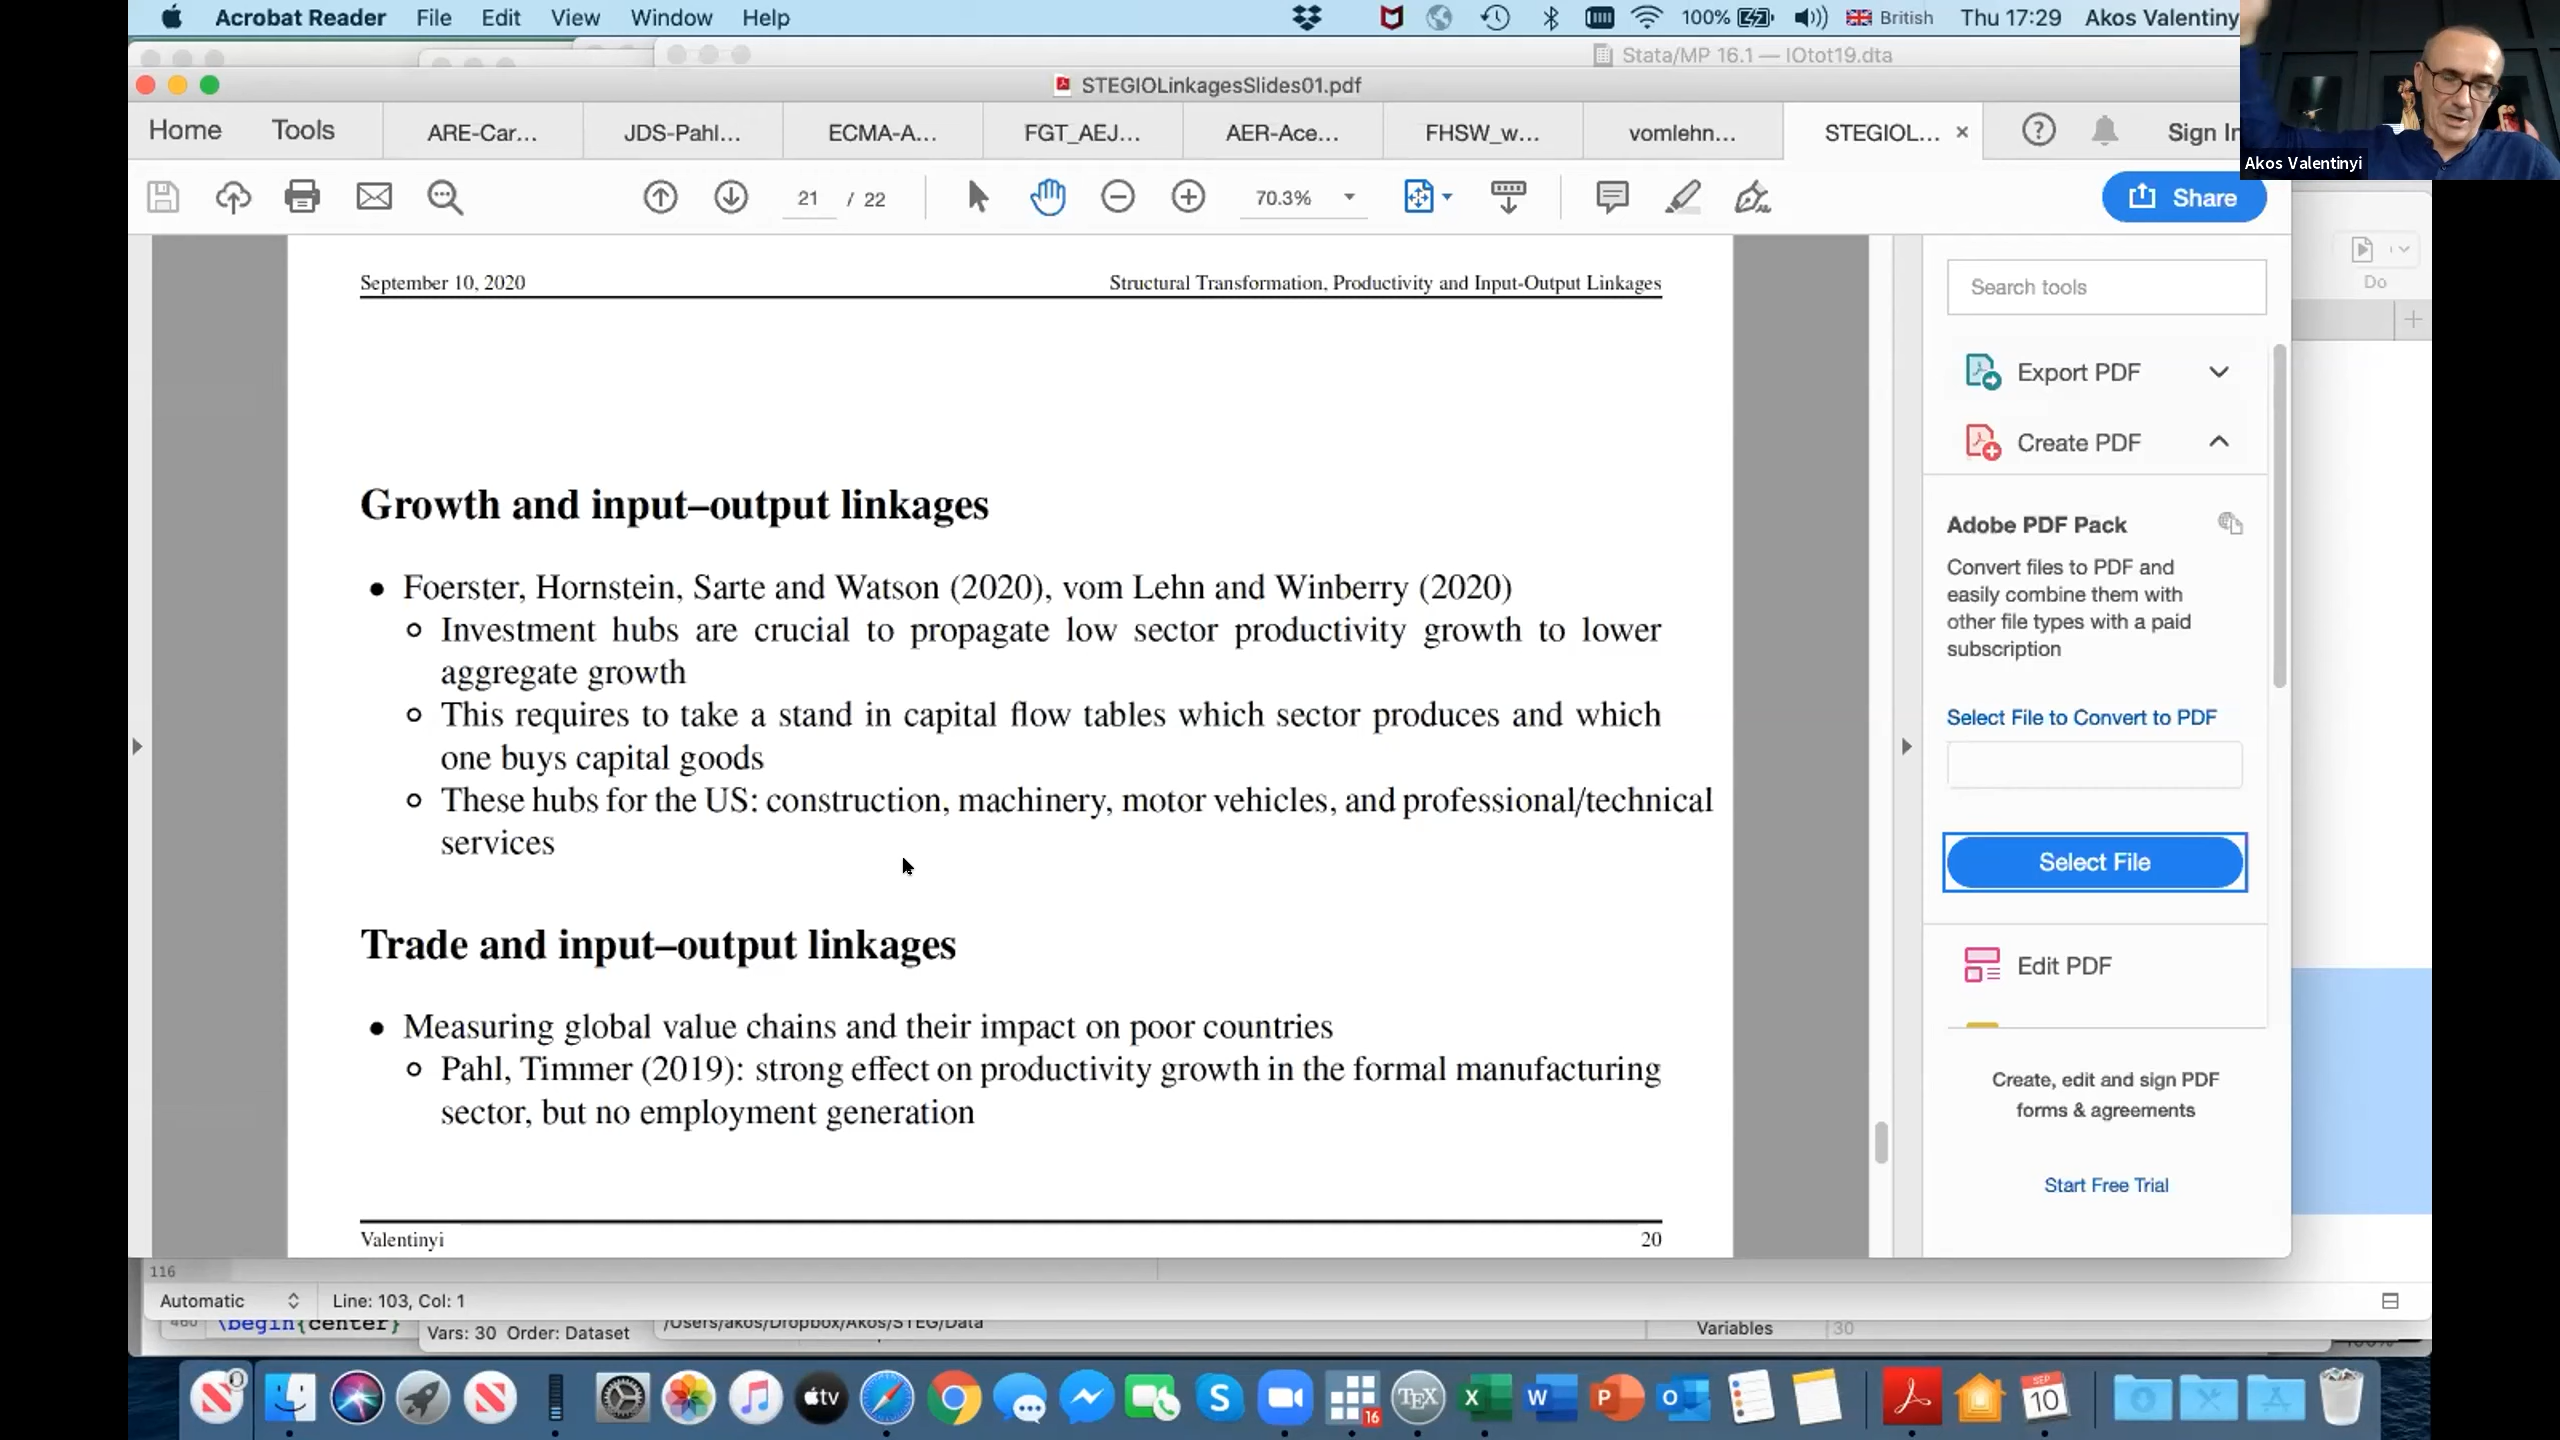 Acrobat Reader File Edit View Window Help 100% British Thu 17:29 Akos Valentiny
Stata/MP 16.1 — IOtot19.dta
STEGIOLinkagesSlides01.pdf
Home Tools ARE-Car... JDS-Pahl... ECMA-A... FGT_AEJ... AER-Ace... FHSW_w... vomlehn... STEGIOL... × Sign In
Akos Valentinyi
21 / 22 70.3% Share
Do
September 10, 2020 Structural Transformation, Productivity and Input-Output Linkages
Growth and input–output linkages
• Foerster, Hornstein, Sarte and Watson (2020), vom Lehn and Winberry (2020)
Investment hubs are crucial to propagate low sector productivity growth to lower
aggregate growth
This requires to take a stand in capital flow tables which sector produces and which
one buys capital goods
These hubs for the US: construction, machinery, motor vehicles, and professional/technical
services
Trade and input–output linkages
• Measuring global value chains and their impact on poor countries
Pahl, Timmer (2019): strong effect on productivity growth in the formal manufacturing
sector, but no employment generation
Valentinyi 20
Search tools
Export PDF
Create PDF
Adobe PDF Pack
Convert files to PDF and
easily combine them with
other file types with a paid
subscription
Select File to Convert to PDF
Select File
Edit PDF
Create, edit and sign PDF
forms & agreements
Start Free Trial
116
Automatic Line: 103, Col: 1
\begin{center}
Vars: 30 Order: Dataset
/Users/akos/Dropbox/Akos/STEG/Data
Variables 30
tv
S
16
TEX
X
W
P
O
SEP
10